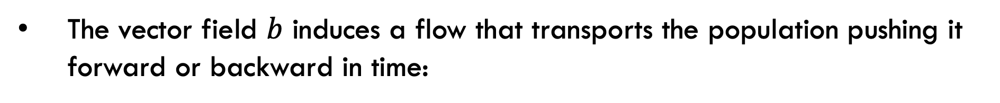 • The vector field b induces a flow that transports the population pushing it
forward or backward in time: